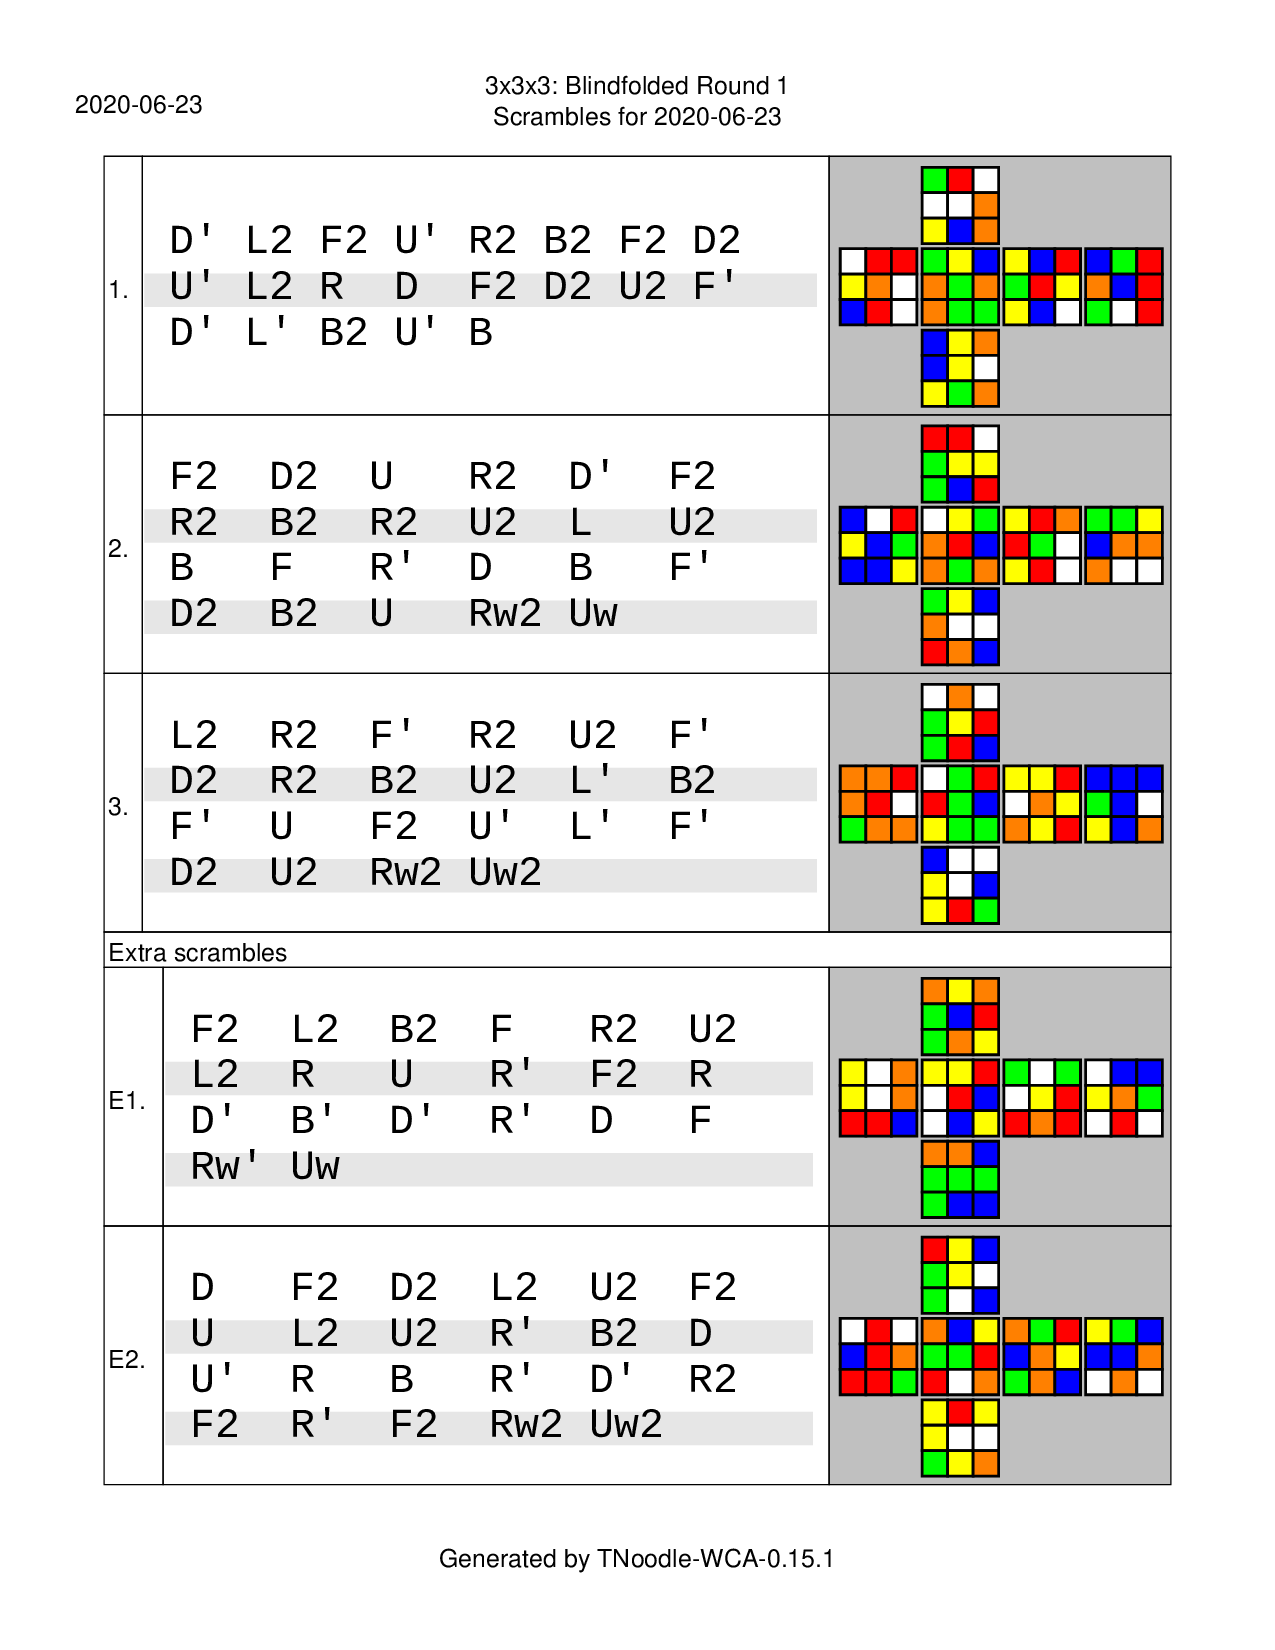 2020-06-23
3x3x3: Blindfolded Round 1
Scrambles for 2020-06-23
1.
D' L2 F2 U' R2 B2 F2 D2
U' L2 R D F2 D2 U2 F'
D' L' B2 U' B
2.
F2 D2 U R2 D' F2
R2 B2 R2 U2 L U2
B F R' D B F'
D2 B2 U Rw2 Uw
3.
L2 R2 F' R2 U2 F'
D2 R2 B2 U2 L' B2
F' U F2 U' L' F'
D2 U2 Rw2 Uw2
Extra scrambles
E1.
F2 L2 B2 F R2 U2
L2 R U R' F2 R
D' B' D' R' D F
Rw' Uw
E2.
D F2 D2 L2 U2 F2
U L2 U2 R' B2 D
U' R B R' D' R2
F2 R' F2 Rw2 Uw2
Generated by TNoodle-WCA-0.15.1